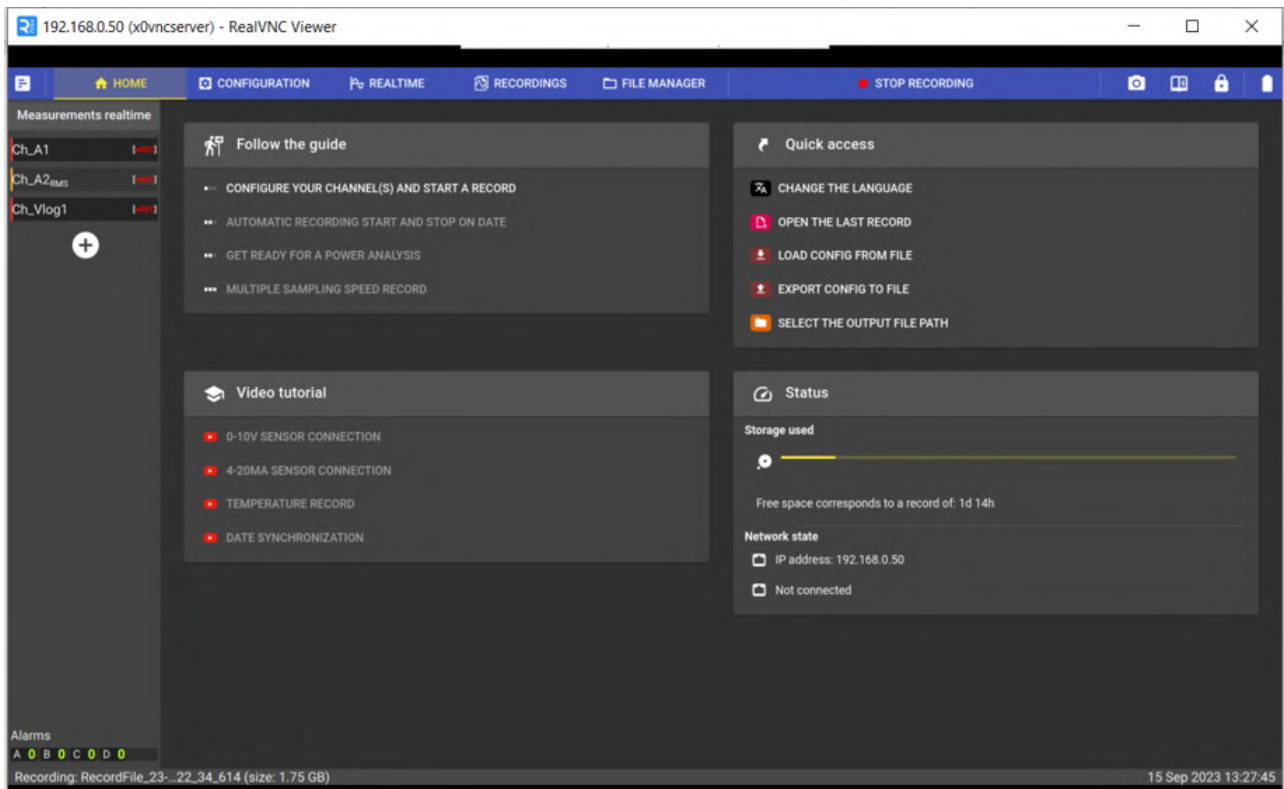 192.168.0.50 (x0vncserver) - RealVNC Viewer
HOME CONFIGURATION REALTIME RECORDINGS FILE MANAGER STOP RECORDING
Measurements realtime
Ch_A1 [●REC]
Ch_A2RMS [●REC]
Ch_Vlog1 [●REC]
Follow the guide
CONFIGURE YOUR CHANNEL(S) AND START A RECORD
AUTOMATIC RECORDING START AND STOP ON DATE
GET READY FOR A POWER ANALYSIS
MULTIPLE SAMPLING SPEED RECORD
Quick access
CHANGE THE LANGUAGE
OPEN THE LAST RECORD
LOAD CONFIG FROM FILE
EXPORT CONFIG TO FILE
SELECT THE OUTPUT FILE PATH
Video tutorial
0-10V SENSOR CONNECTION
4-20MA SENSOR CONNECTION
TEMPERATURE RECORD
DATE SYNCHRONIZATION
Status
Storage used
Free space corresponds to a record of: 1d 14h
Network state
IP address: 192.168.0.50
Not connected
Alarms
A 0 B 0 C 0 D 0
Recording: RecordFile_23-...22_34_614 (size: 1.75 GB)
15 Sep 2023 13:27:45